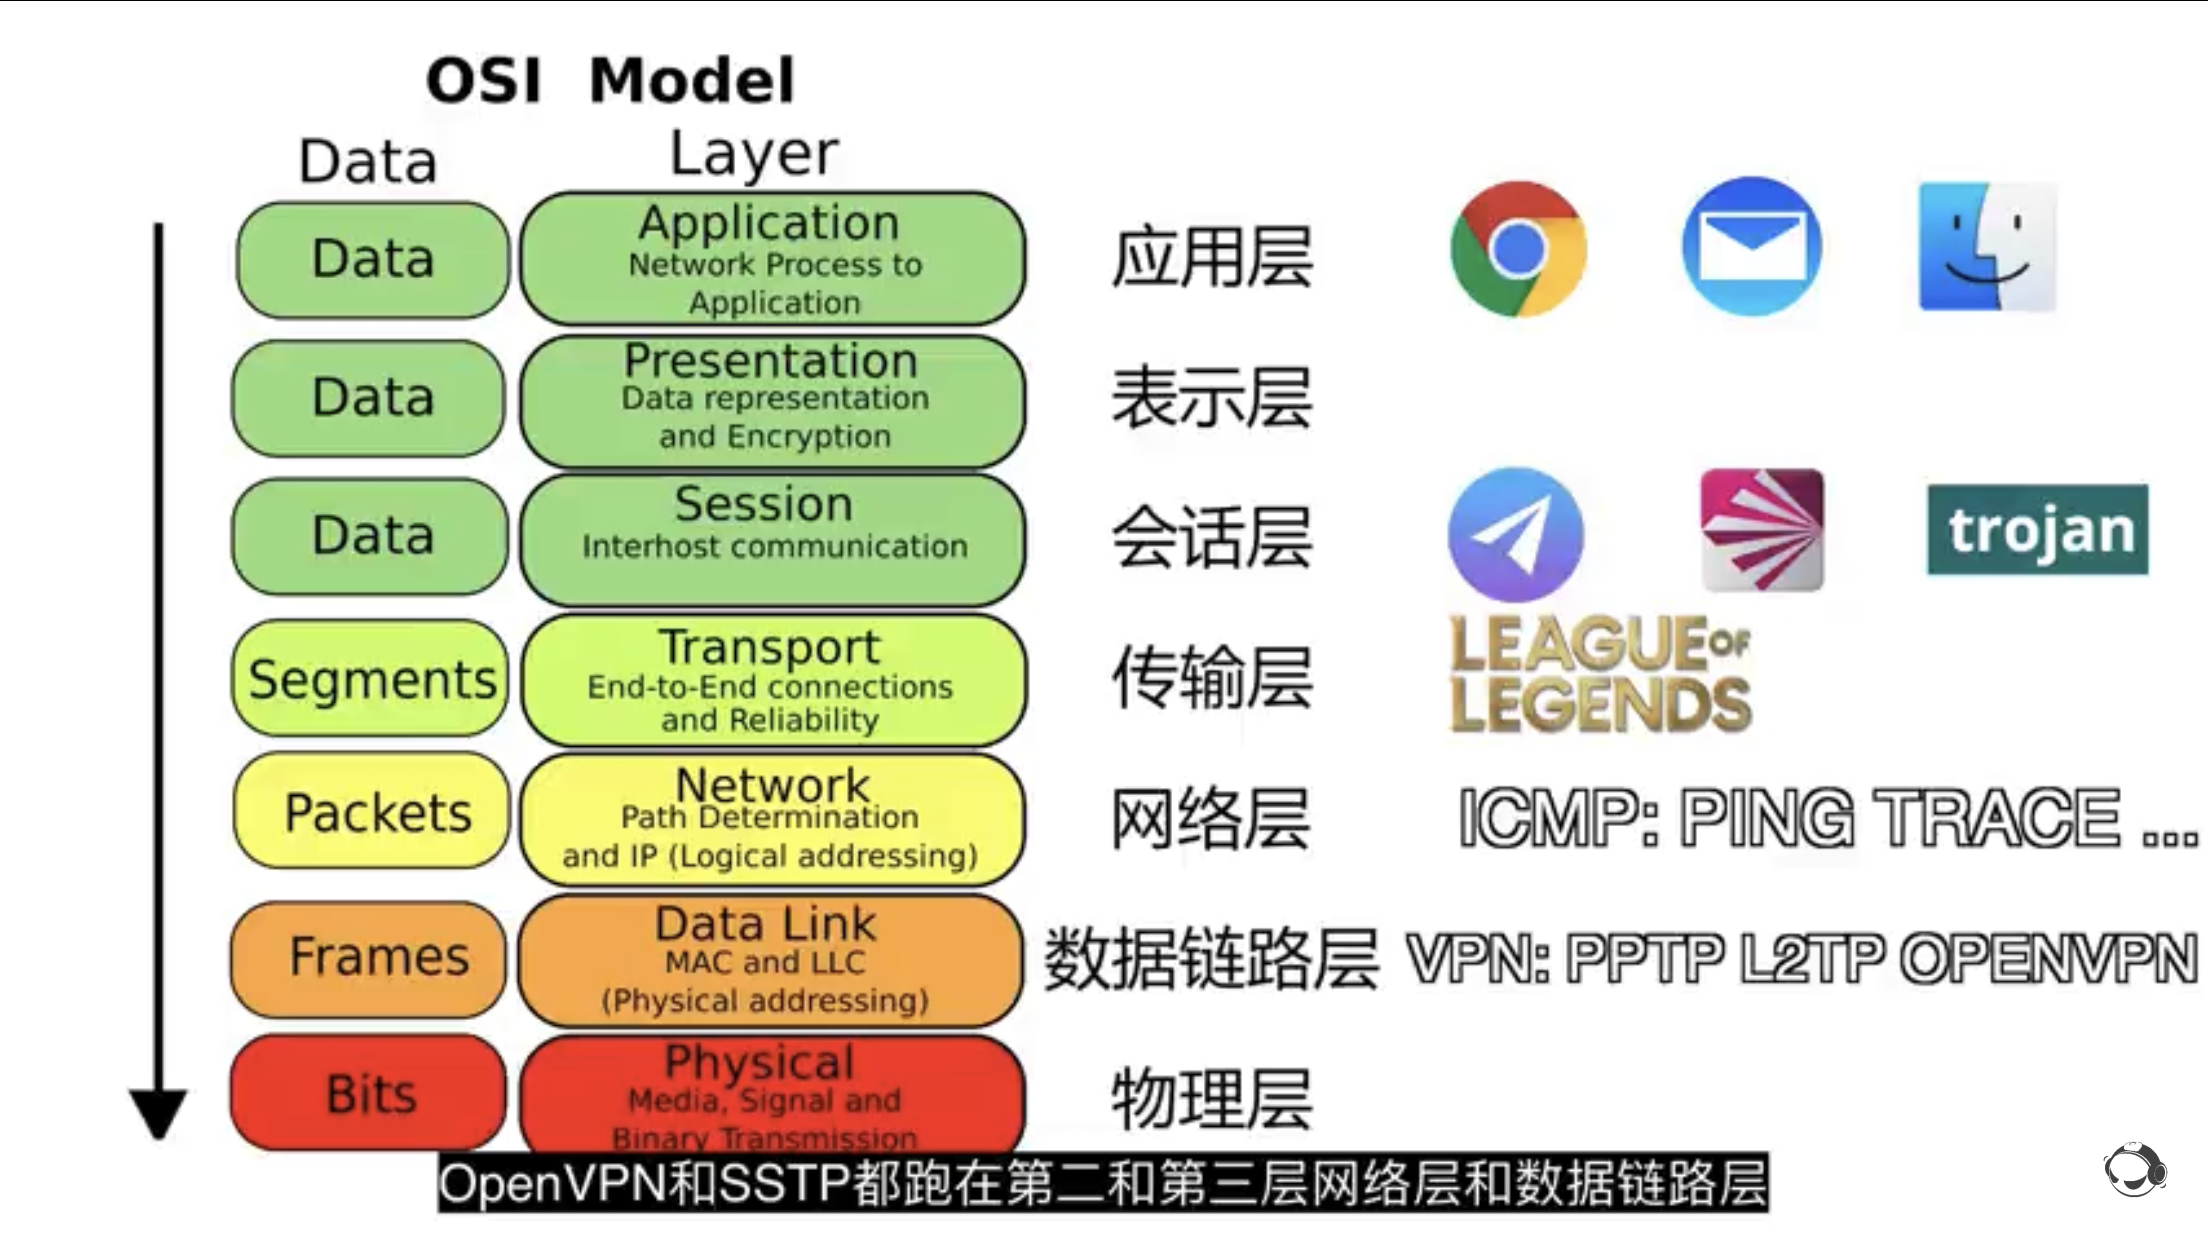 OSI Model
Data
Layer
Data
Application
Network Process to
Application
应用层
Data
Presentation
Data representation
and Encryption
表示层
Data
Session
Interhost communication
会话层
trojan
Segments
Transport
End-to-End connections
and Reliability
传输层
LEAGUE OF
LEGENDS
Packets
Network
Path Determination
and IP (Logical addressing)
网络层
ICMP: PING TRACE ...
Frames
Data Link
MAC and LLC
(Physical addressing)
数据链路层
VPN: PPTP L2TP OPENVPN
Bits
Physical
Media, Signal and
Binary Transmission
物理层
OpenVPN和SSTP都跑在第二和第三层网络层和数据链路层